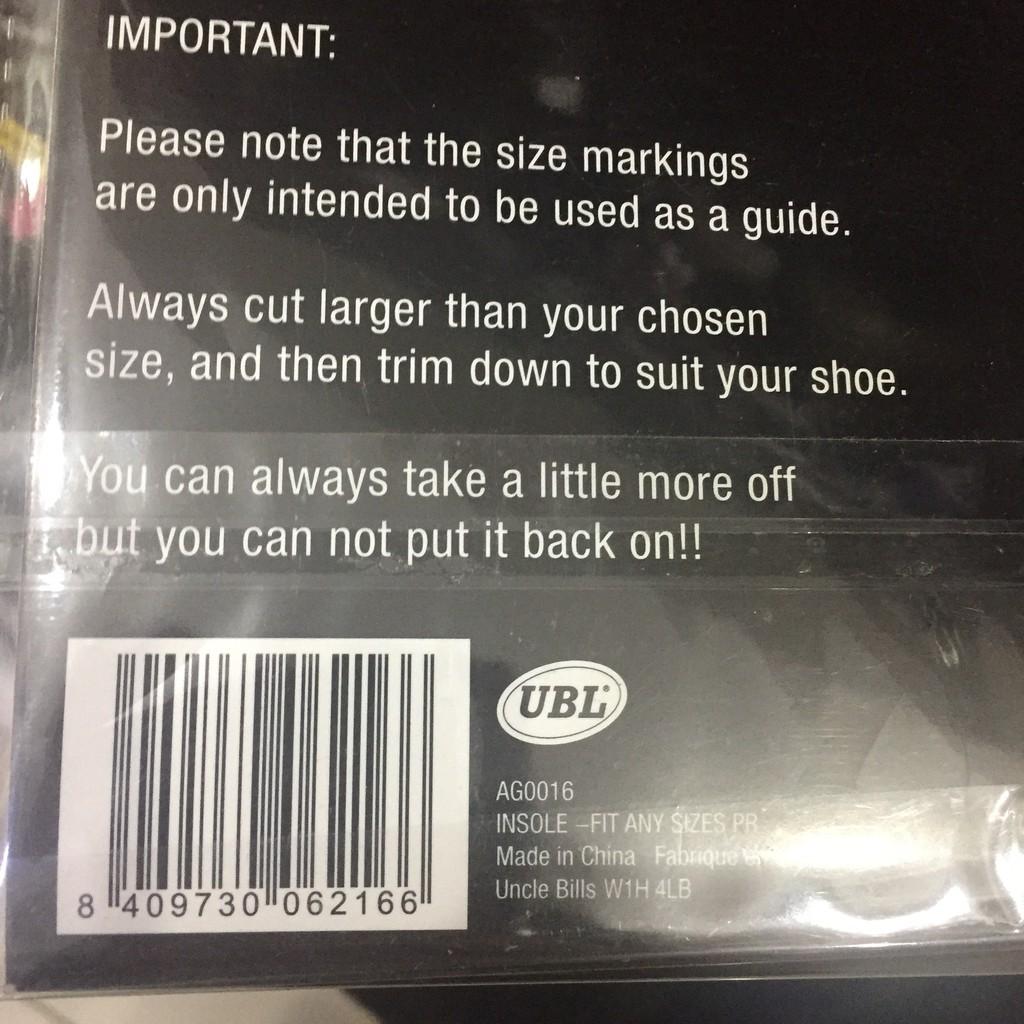 IMPORTANT:
Please note that the size markings
are only intended to be used as a guide.
Always cut larger than your chosen
size, and then trim down to suit your shoe.
You can always take a little more off
but you can not put it back on!!
UBL
AG0016
INSOLE –FIT ANY SIZES PR
Made in China Fabriqué
Uncle Bills W1H 4LB
8 409730 062166